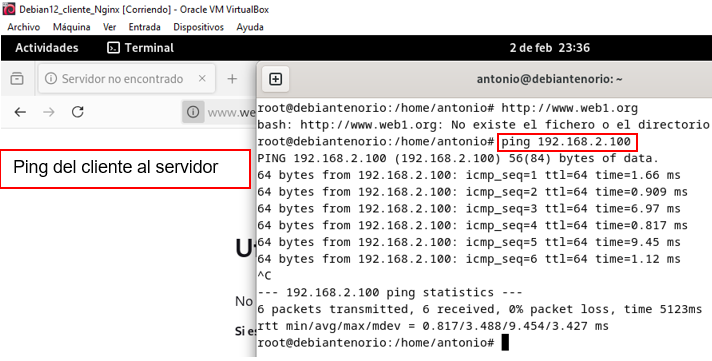 Debian12_cliente_Nginx [Corriendo] - Oracle VM VirtualBox
Archivo Máquina Ver Entrada Dispositivos Ayuda
Actividades Terminal 2 de feb 23:36
Servidor no encontrado
antonio@debiantenorio: ~
www.we
root@debiantenorio:/home/antonio# http://www.web1.org
bash: http://www.web1.org: No existe el fichero o el directorio
root@debiantenorio:/home/antonio# ping 192.168.2.100
PING 192.168.2.100 (192.168.2.100) 56(84) bytes of data.
64 bytes from 192.168.2.100: icmp_seq=1 ttl=64 time=1.66 ms
64 bytes from 192.168.2.100: icmp_seq=2 ttl=64 time=0.909 ms
64 bytes from 192.168.2.100: icmp_seq=3 ttl=64 time=6.97 ms
64 bytes from 192.168.2.100: icmp_seq=4 ttl=64 time=0.817 ms
64 bytes from 192.168.2.100: icmp_seq=5 ttl=64 time=9.45 ms
64 bytes from 192.168.2.100: icmp_seq=6 ttl=64 time=1.12 ms
^C
--- 192.168.2.100 ping statistics ---
6 packets transmitted, 6 received, 0% packet loss, time 5123ms
rtt min/avg/max/mdev = 0.817/3.488/9.454/3.427 ms
root@debiantenorio:/home/antonio#
Ping del cliente al servidor
No
Si es